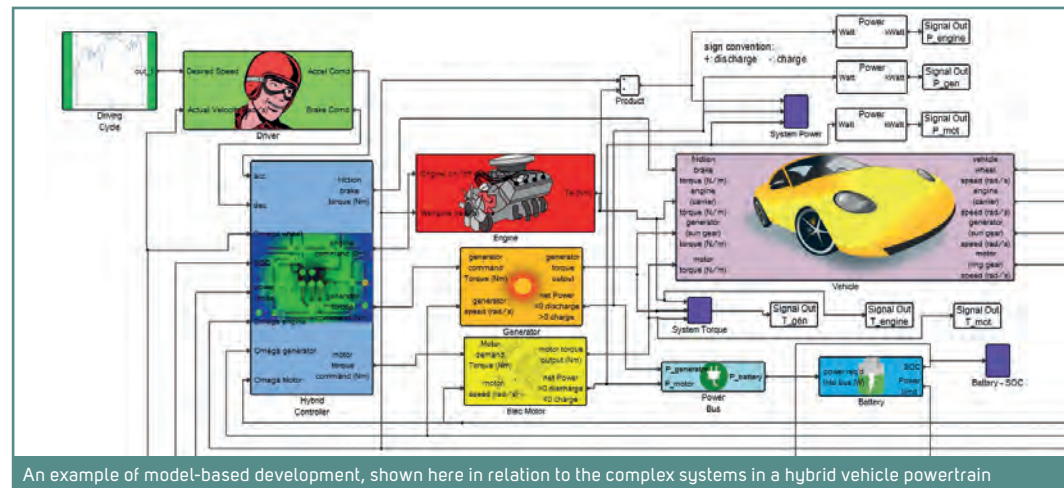 out_1
Driving
Cycle
Desired Speed
Accel Comd
Actual Velocity
Brake Comd
Driver
sign convention:
+: discharge -: charge
Product
System Power
Power
Watt kWatt
Signal Out
P_engine
Power
Watt kWatt
Signal Out
P_gen
Power
Watt kWatt
Signal Out
P_mot
acc
dec
Omega wheel
SOC
power
Omega engine
Omega generator
Omega Motor
friction
brake
torque (Nm)
engine
generator
torque
motor
torque
command (Nm)
Hybrid
Controller
Engine on/off
Te (Nm)
Engine
generator
command
Torque (Nm)
generator
speed (rad/s)
generator
torque
output
net Power
<0 discharge
>0 charge
Generator
Motor
demand
Torque (Nm)
motor
speed (rad/s)
motor torque
output (Nm)
net Power
<0 discharge
>0 charge
Elec Motor
friction
brake
torque (N/m)
engine
(carrier)
torque (N/m)
generator
(sun gear)
torque (N/m)
motor
torque (N/m)
vehicle
wheel
speed (rad/s)
engine
(carrier)
speed (rad/s)
generator
(sun gear)
speed (rad/s)
motor
(ring gear)
speed (rad/s)
Vehicle
System Torque
Signal Out
T_gen
Signal Out
T_engine
Signal Out
T_mot
P_generator
P_motor
P_battery
Power
Bus
power req'd
into bus (W)
SOC
Power
Battery
Battery - SOC
An example of model-based development, shown here in relation to the complex systems in a hybrid vehicle powertrain